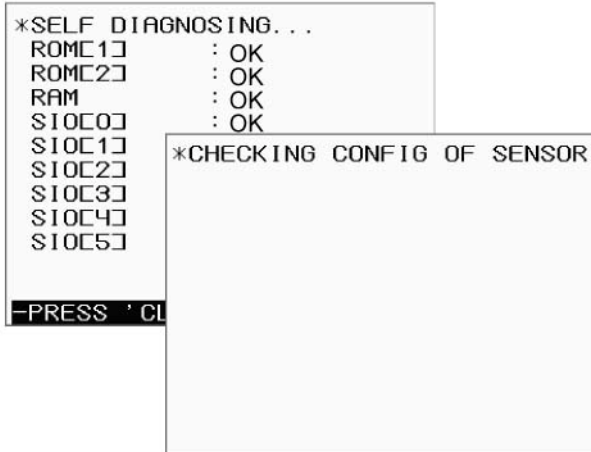 *SELF DIAGNOSING...
ROM[1] : OK
ROM[2] : OK
RAM : OK
SIO[0] : OK
SIO[1]
SIO[2]
SIO[3]
SIO[4]
SIO[5]
-PRESS 'CL
*CHECKING CONFIG OF SENSOR